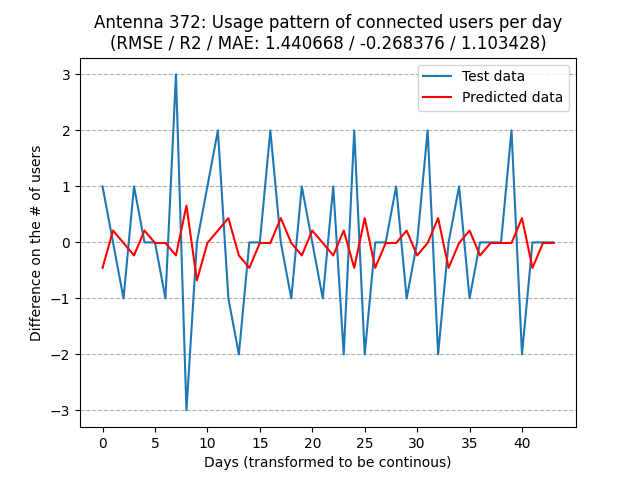 Antenna 372: Usage pattern of connected users per day
(RMSE / R2 / MAE: 1.440668 / -0.268376 / 1.103428)
Test data
Predicted data
Difference on the # of users
3
2
1
0
−1
−2
−3
0 5 10 15 20 25 30 35 40
Days (transformed to be continous)